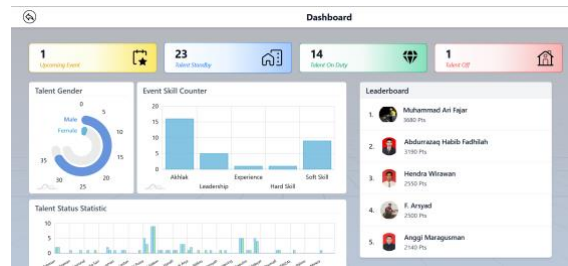 Dashboard
1
Upcoming Event
23
Talent Standby
14
Talent On Duty
1
Talent Off
Talent Gender
0
5
10
15
20
25
30
35
Male
Female
Event Skill Counter
20
15
10
5
0
Akhlak
Leadership
Experience
Hard Skill
Soft Skill
Leaderboard
1. Muhammad Ari Fajar
3680 Pts
2. Abdurrazaq Habib Fadhilah
3190 Pts
3. Hendra Wirawan
2550 Pts
4. F. Arsyad
2500 Pts
5. Anggi Maragusman
2140 Pts
Talent Status Statistic
10
5
0